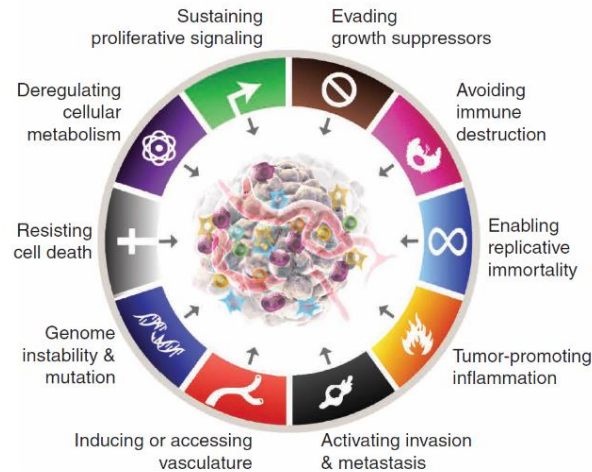 Sustaining
proliferative signaling
Evading
growth suppressors
Deregulating
cellular
metabolism
Avoiding
immune
destruction
Resisting
cell death
Enabling
replicative
immortality
Genome
instability &
mutation
Tumor-promoting
inflammation
Inducing or accessing
vasculature
Activating invasion
& metastasis